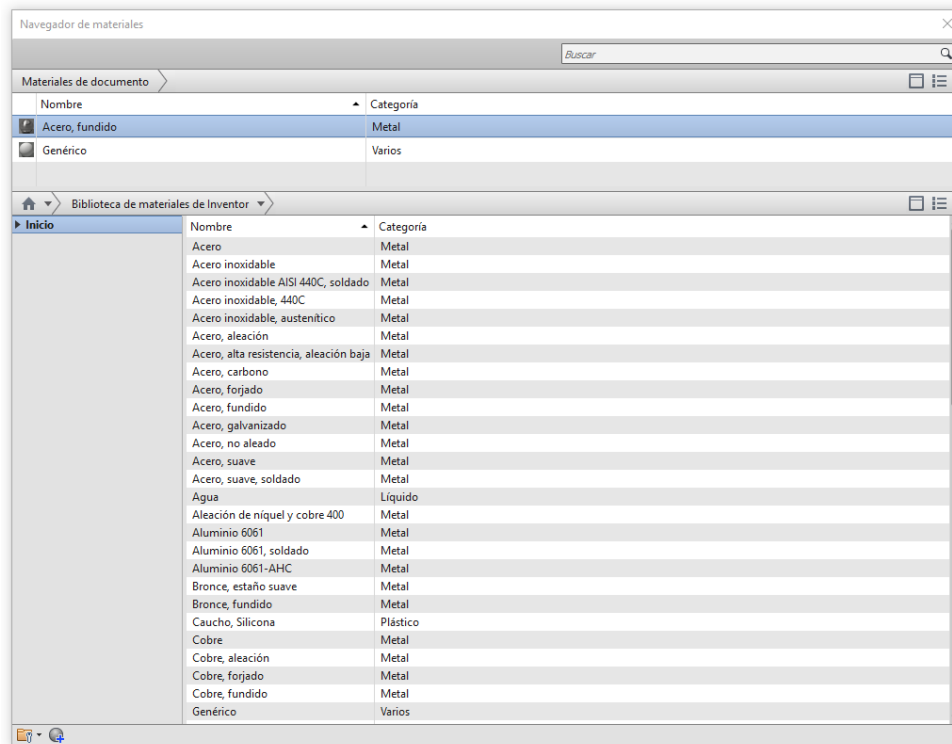 Navegador de materiales
Buscar
Materiales de documento
Nombre Categoría
Acero, fundido Metal
Genérico Varios
Biblioteca de materiales de Inventor
Inicio
Nombre Categoría
Acero Metal
Acero inoxidable Metal
Acero inoxidable AISI 440C, soldado Metal
Acero inoxidable, 440C Metal
Acero inoxidable, austenítico Metal
Acero, aleación Metal
Acero, alta resistencia, aleación baja Metal
Acero, carbono Metal
Acero, forjado Metal
Acero, fundido Metal
Acero, galvanizado Metal
Acero, no aleado Metal
Acero, suave Metal
Acero, suave, soldado Metal
Agua Líquido
Aleación de níquel y cobre 400 Metal
Aluminio 6061 Metal
Aluminio 6061, soldado Metal
Aluminio 6061-AHC Metal
Bronce, estaño suave Metal
Bronce, fundido Metal
Caucho, Silicona Plástico
Cobre Metal
Cobre, aleación Metal
Cobre, forjado Metal
Cobre, fundido Metal
Genérico Varios